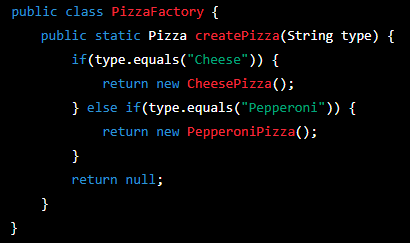 public class PizzaFactory {
    public static Pizza createPizza(String type) {
        if(type.equals("Cheese")) {
            return new CheesePizza();
        } else if(type.equals("Pepperoni")) {
            return new PepperoniPizza();
        }
        return null;
    }
}